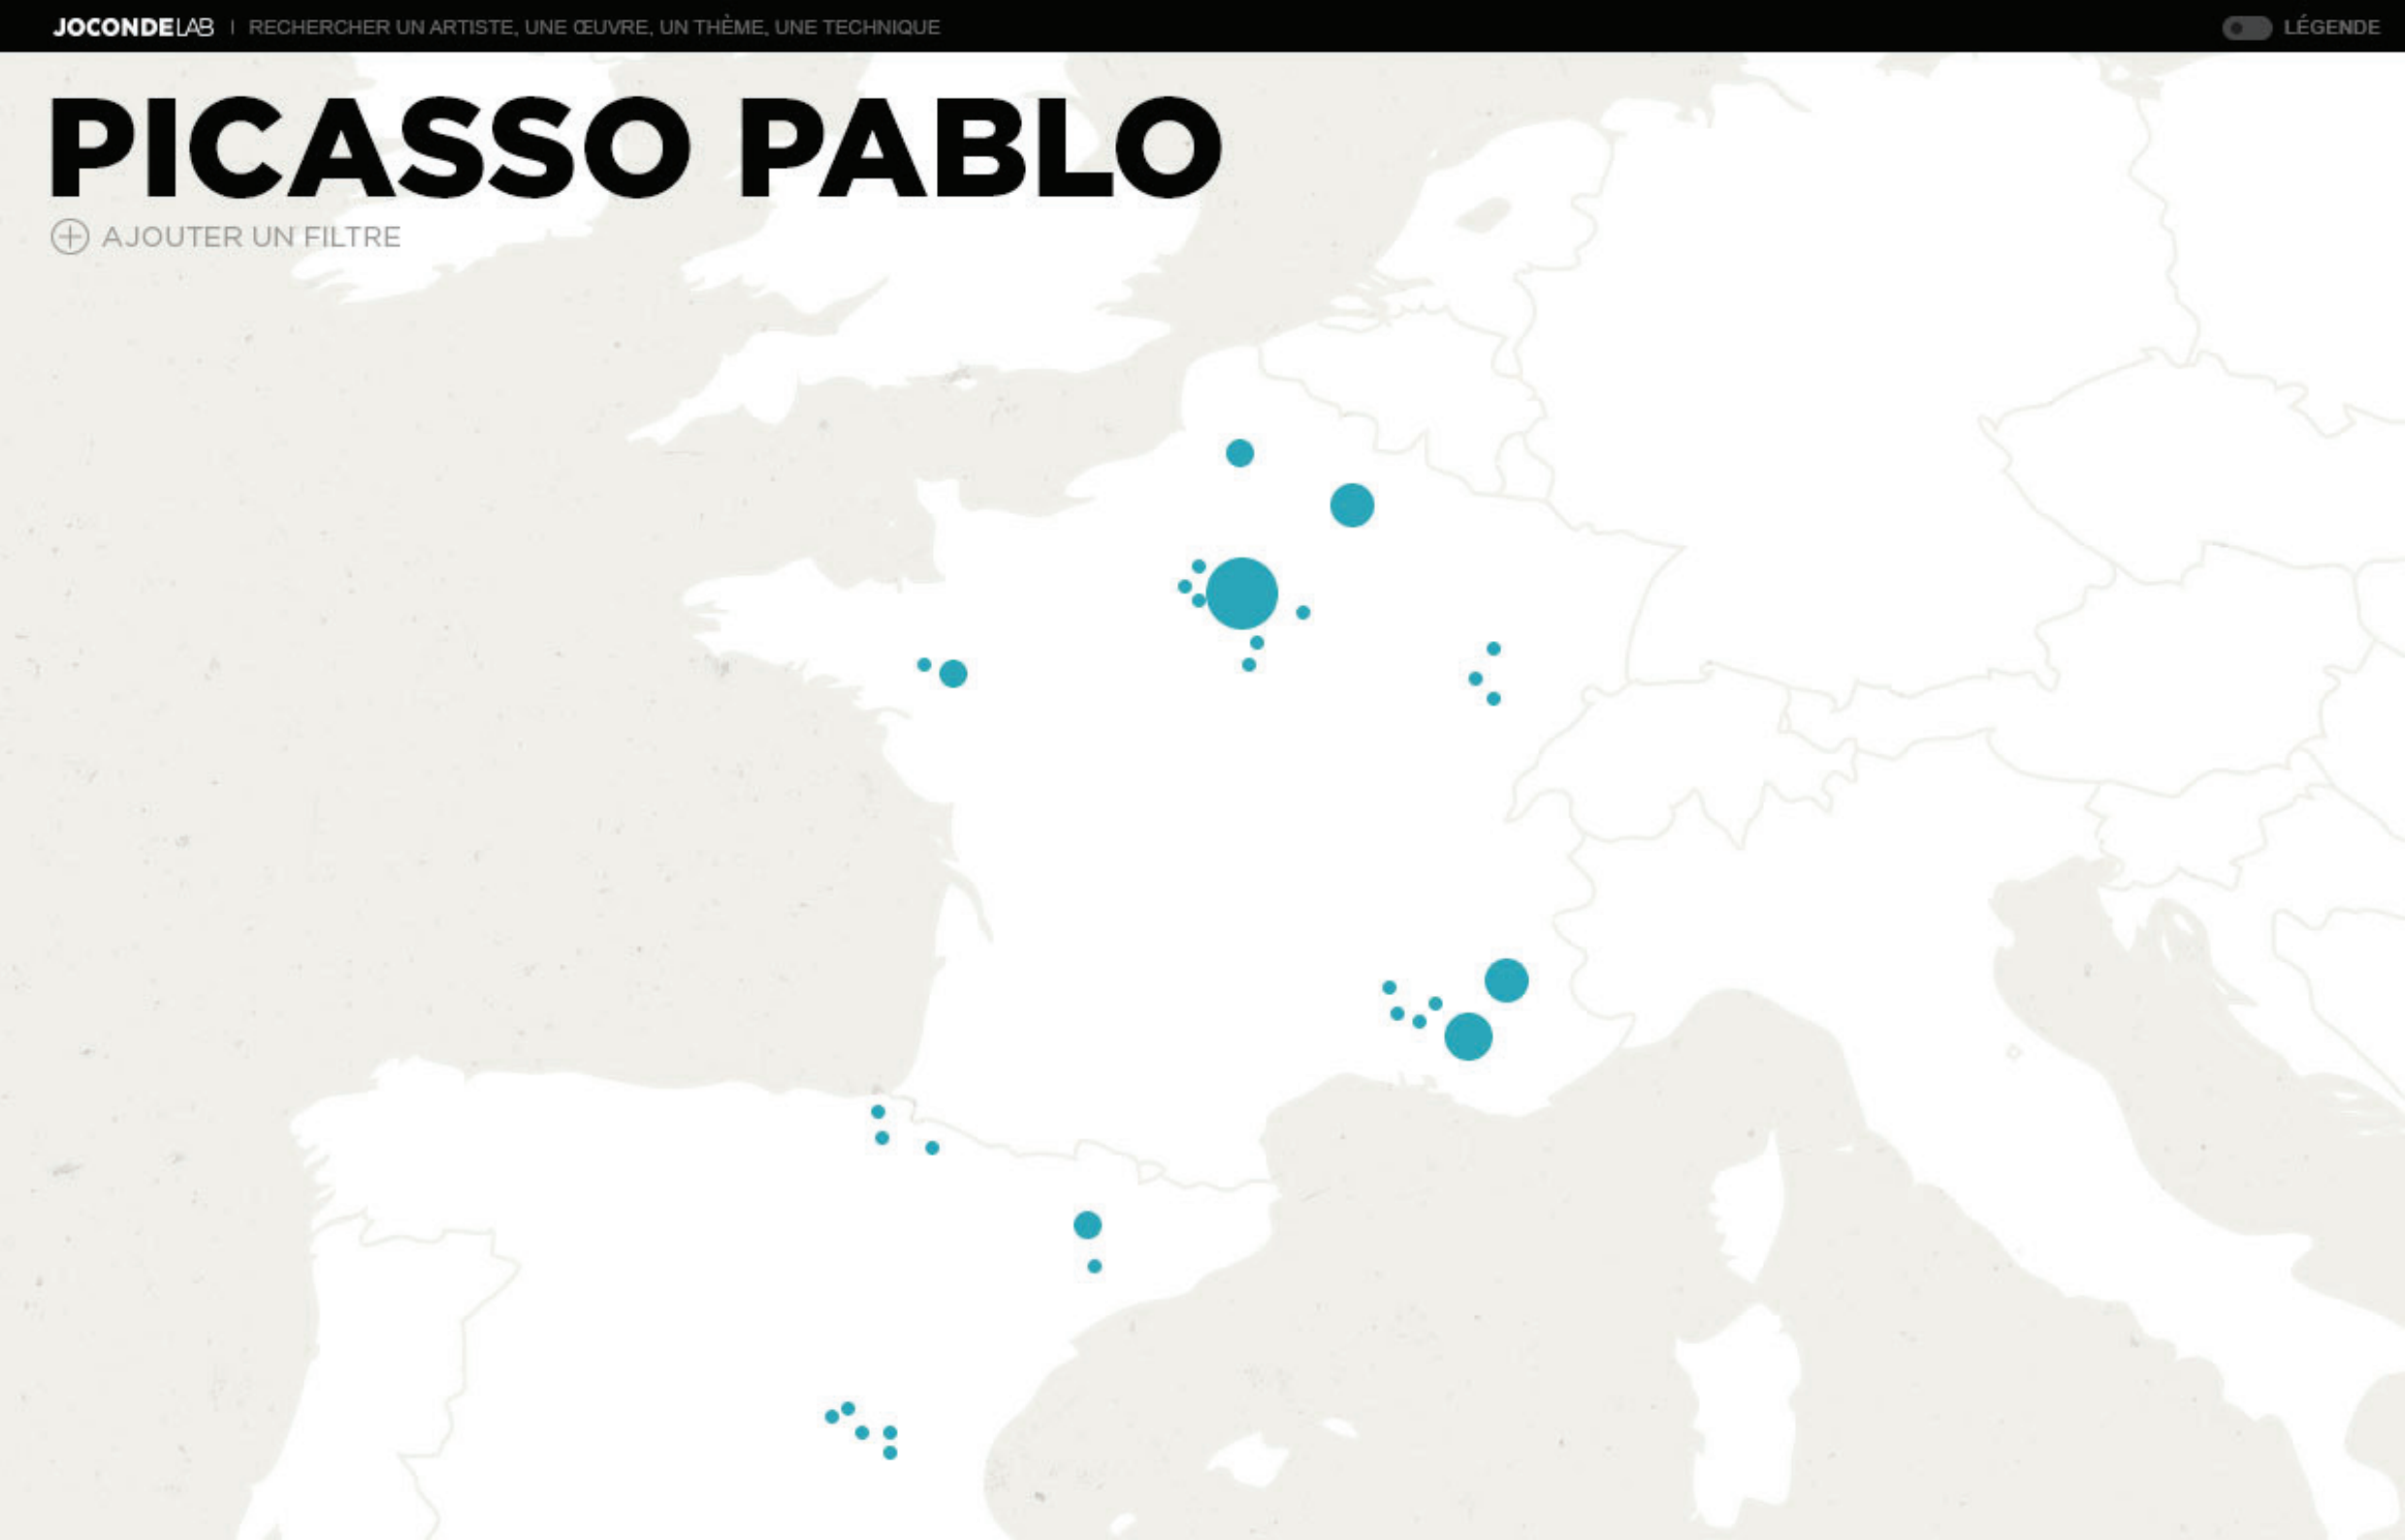 JOCONDELAB | RECHERCHER UN ARTISTE, UNE ŒUVRE, UN THÈME, UNE TECHNIQUE
LÉGENDE
PICASSO PABLO
AJOUTER UN FILTRE